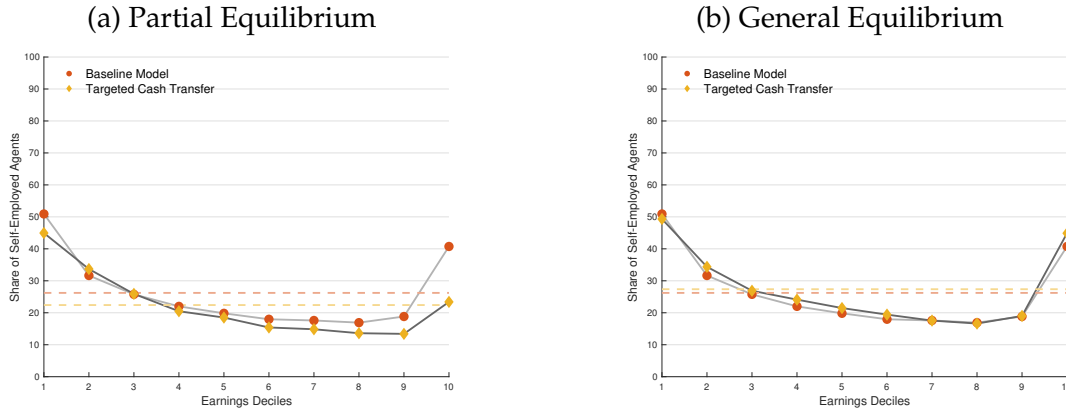 (a) Partial Equilibrium
100
90
80
70
60
50
40
30
20
10
0
Share of Self-Employed Agents
Baseline Model
Targeted Cash Transfer
1 2 3 4 5 6 7 8 9 10
Earnings Deciles
(b) General Equilibrium
100
90
80
70
60
50
40
30
20
10
0
Share of Self-Employed Agents
Baseline Model
Targeted Cash Transfer
1 2 3 4 5 6 7 8 9 1
Earnings Deciles